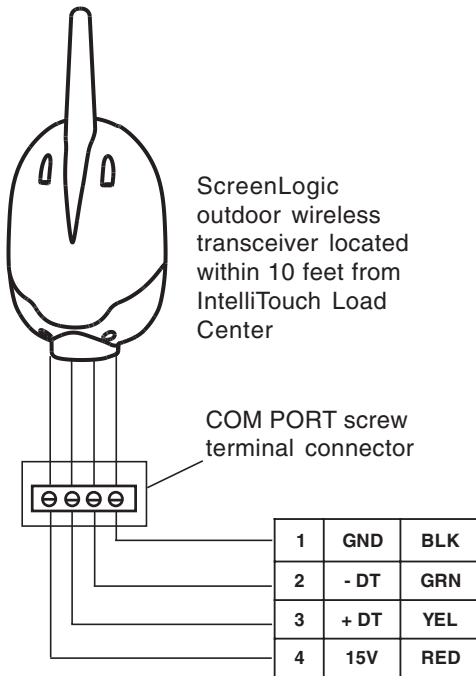 ScreenLogic
outdoor wireless
transceiver located
within 10 feet from
IntelliTouch Load
Center
COM PORT screw
terminal connector
1 GND BLK
2 - DT GRN
3 + DT YEL
4 15V RED